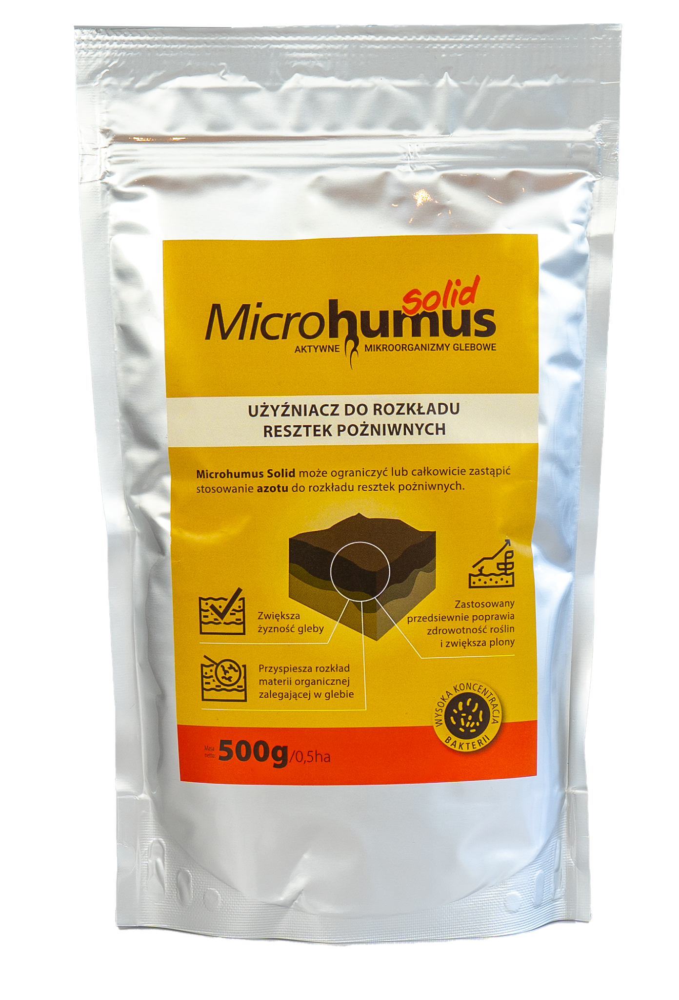 solid
Microhumus
AKTYWNE MIKROORGANIZMY GLEBOWE
UŻYŹNIACZ DO ROZKŁADU
RESZTEK POŻNIWNYCH
Microhumus Solid może ograniczyć lub całkowicie zastąpić
stosowanie azotu do rozkładu resztek pożniwnych.
Zwiększa
żyzność gleby
Zastosowany
przedsiewnie poprawia
zdrowotność roślin
i zwiększa plony
Przyspiesza rozkład
materii organicznej
zalegającej w glebie
WYSOKA KONCENTRACJA
BAKTERII
Masa
netto: 500g/0,5ha